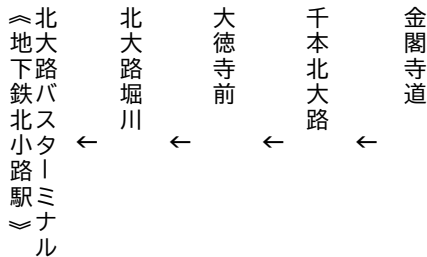 金閣寺道
←
千本北大路
←
大徳寺前
←
北大路堀川
←
北大路バスターミナル
《地下鉄北小路駅》